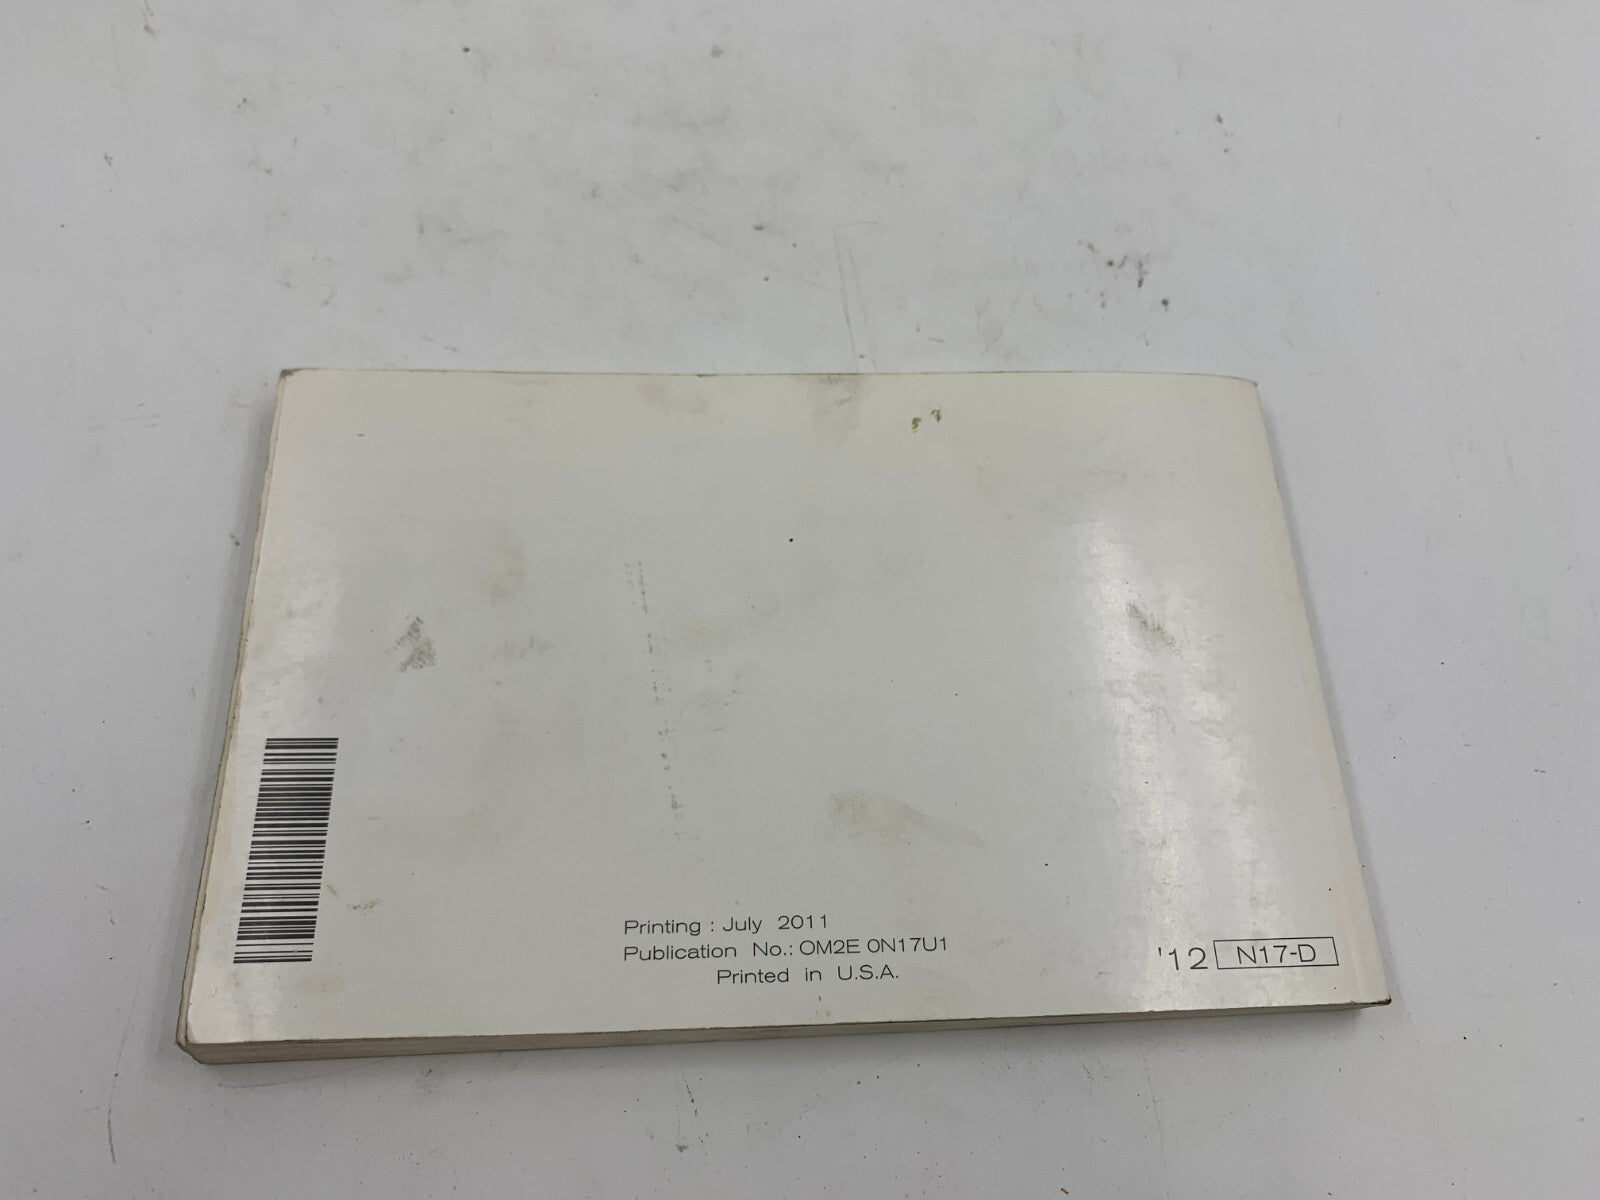 Printing : July 2011
Publication No.: OM2E 0N17U1
Printed in U.S.A.
'12 N17-D